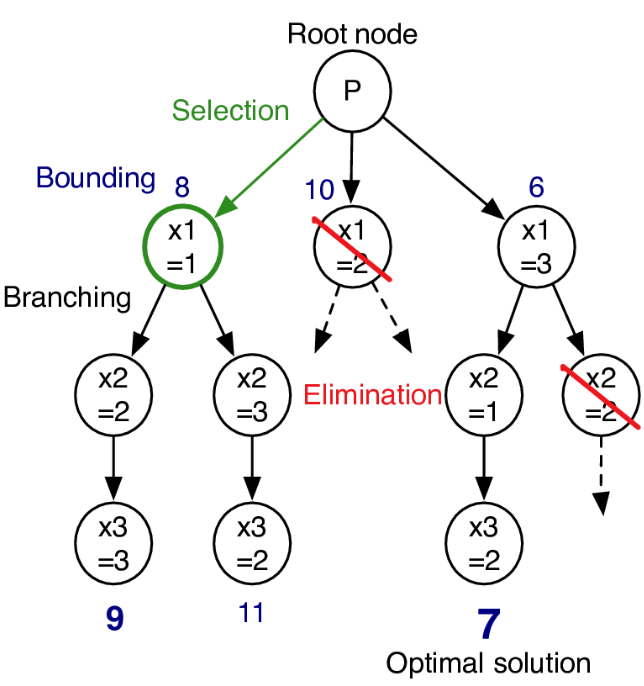 Root node
P
Selection
Bounding 8
10
6
x1
=1
x1
=2
x1
=3
Branching
x2
=2
x2
=3
Elimination
x2
=1
x2
=2
x3
=3
x3
=2
x3
=2
9
11
7
Optimal solution